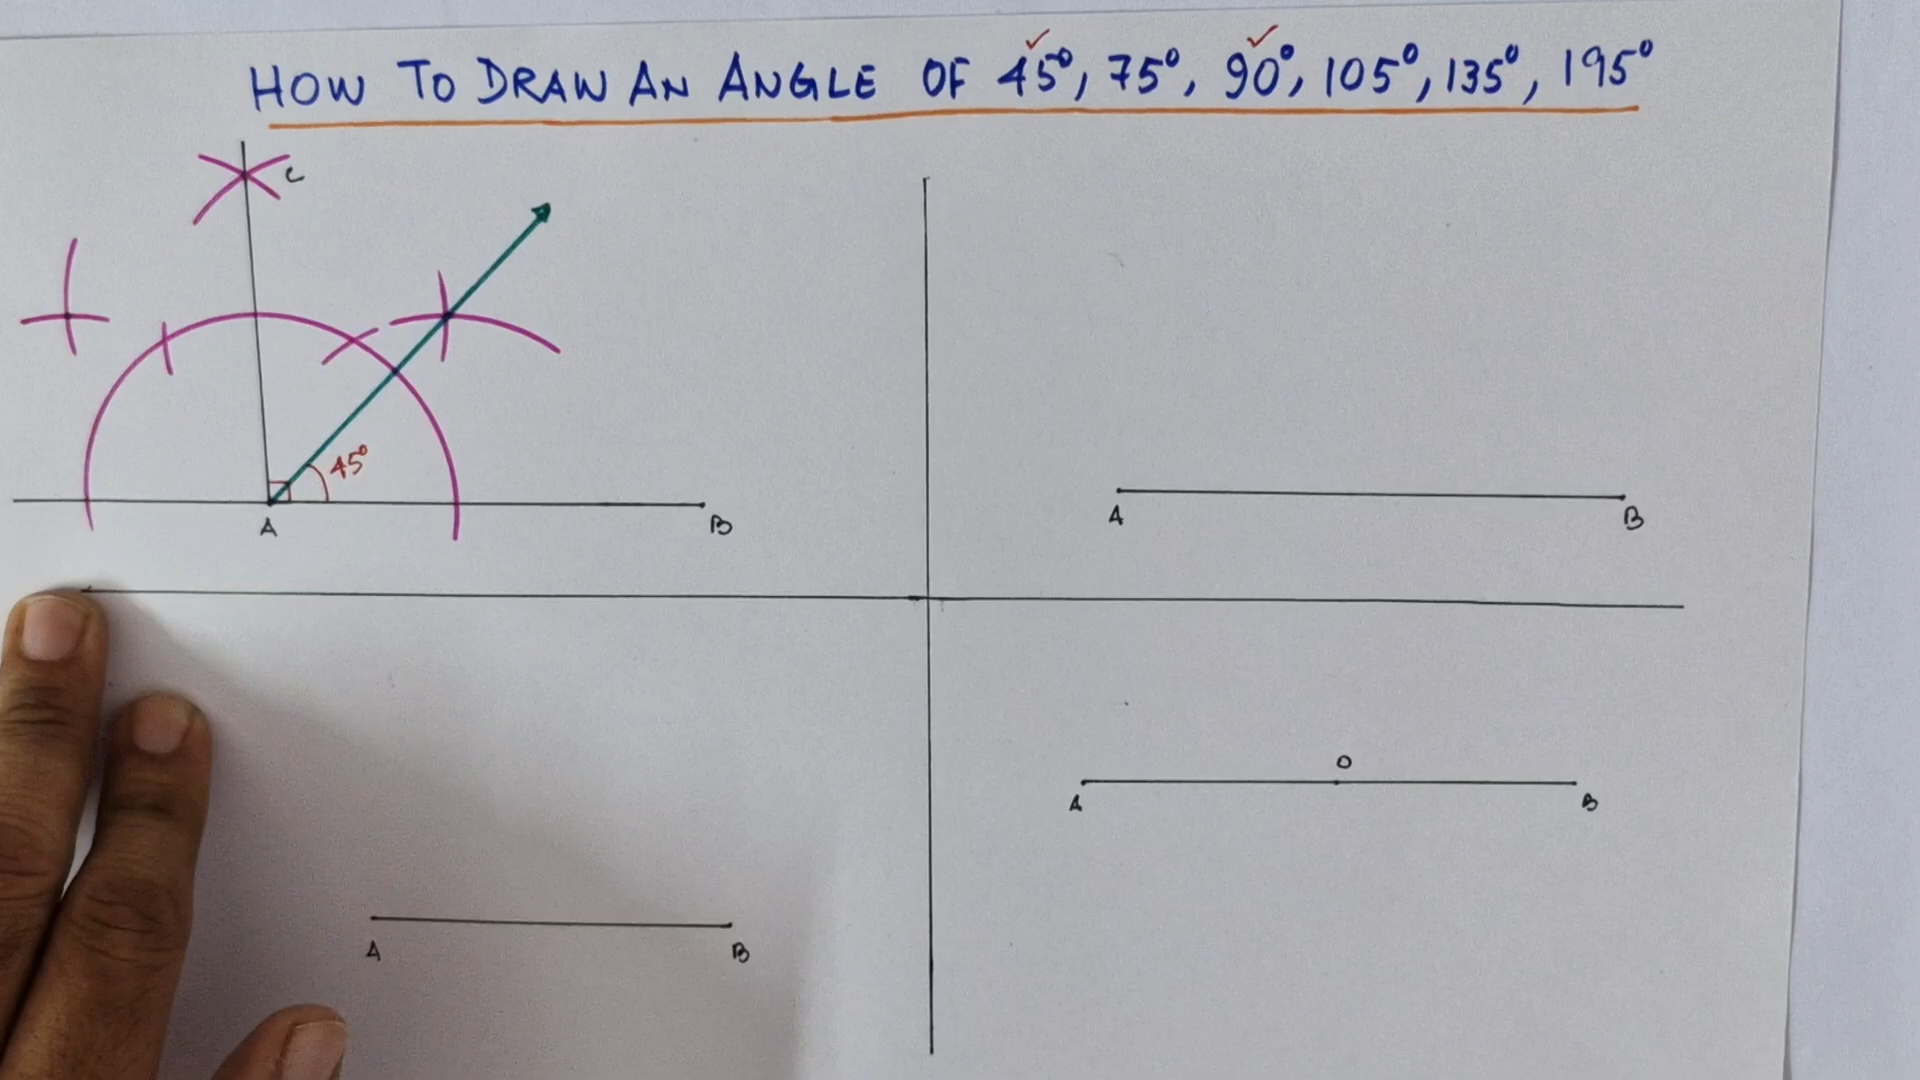 HOW TO DRAW AN ANGLE OF 45°, 75°, 90°, 105°, 135°, 195°
C
45°
A B
A B
O
A B
A B